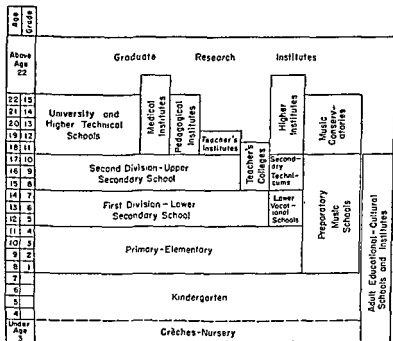 Age
Grade
Above
Age
22
Graduate Research Institutes
22 15
21 14
20 13
19 12
18 11
17 10
16 9
15 8
14 7
13 6
12 5
11 4
10 3
9 2
8 1
7
6
5
4
Under
Age
3
University and
Higher Technical
Schools
Medical Institutes
Pedagogical
Institutes
Teacher's
Institutes
Teacher's
Colleges
Higher
Institutes
Music
Conserv-
atories
Second Division-Upper
Secondary School
Second-
ary
Techni-
cums
First Division-Lower
Secondary School
Lower
Vocat-
ional
Schools
Primary-Elementary
Preparatory
Music
Schools
Adult Educational-Cultural
Schools and Institutes
Kindergarten
Crèches-Nursery